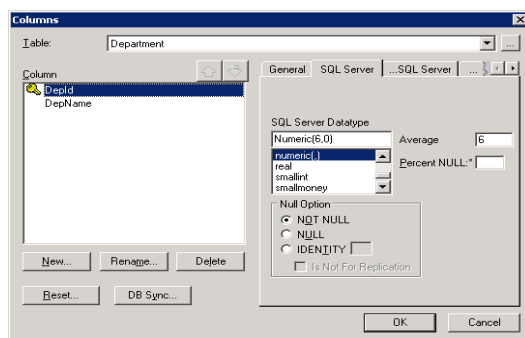 Columns
Table: Department ...
Column
DepId
DepName
New... Rename... Delete
Reset... DB Sync...
General SQL Server ...SQL Server ...
SQL Server Datatype
Numeric(6,0) Average 6
numeric(,) Percent NULL:*
real
smallint
smallmoney
Null Option
NOT NULL
NULL
IDENTITY
Is Not For Replication
OK Cancel